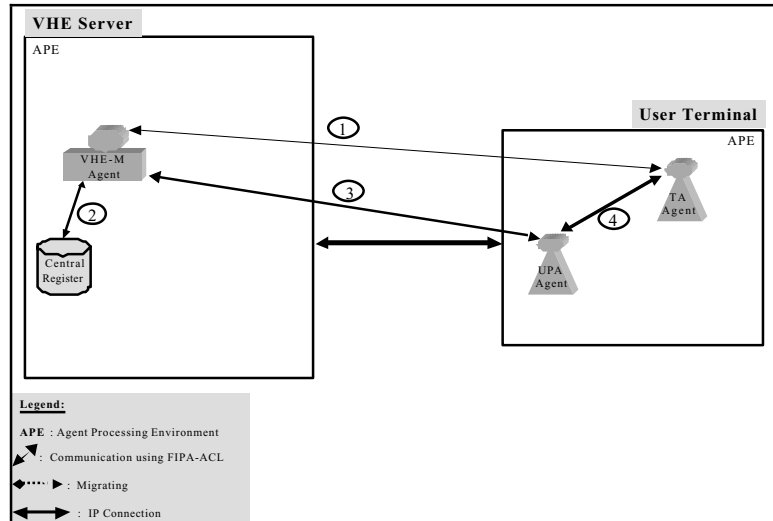 VHE Server
APE
1
User Terminal
APE
VHE-M
Agent
3
TA
Agent
2
4
Central
Register
UPA
Agent
Legend:
APE : Agent Processing Environment
: Communication using FIPA-ACL
: Migrating
: IP Connection